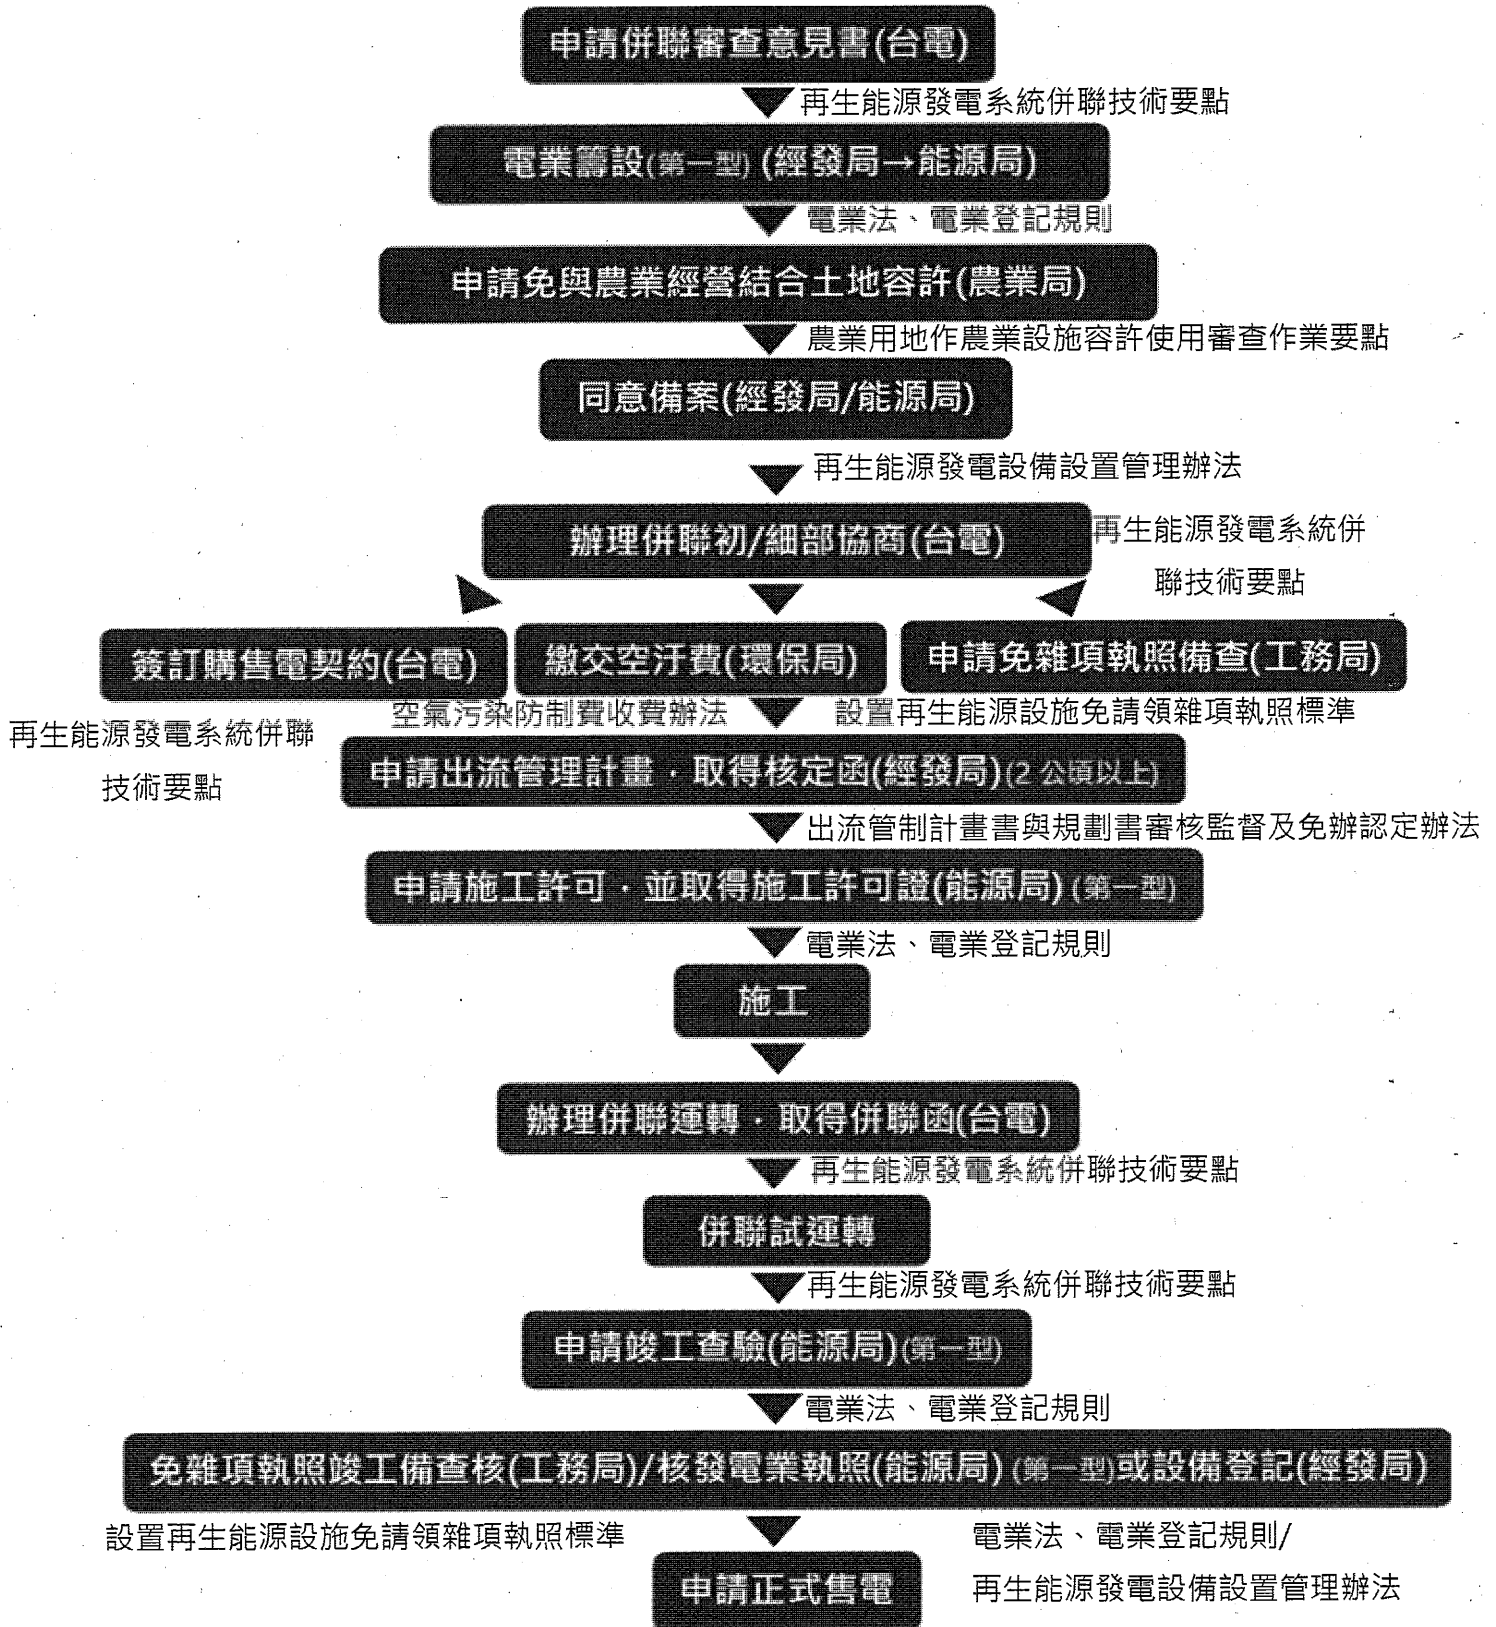 申請併聯審查意見書(台電)
再生能源發電系統併聯技術要點
電業籌設(第一型) (經發局→能源局)
電業法、電業登記規則
申請免與農業經營結合土地容許(農業局)
農業用地作農業設施容許使用審查作業要點
同意備案(經發局/能源局)
再生能源發電設備設置管理辦法
辦理併聯初/細部協商(台電)
再生能源發電系統併
聯技術要點
簽訂購售電契約(台電)
繳交空汙費(環保局)
申請免雜項執照備查(工務局)
再生能源發電系統併聯
技術要點
空氣污染防制費收費辦法
設置再生能源設施免請領雜項執照標準
申請出流管理計畫．取得核定函(經發局)(2 公頃以上)
出流管制計畫書與規劃書審核監督及免辦認定辦法
申請施工許可．並取得施工許可證(能源局) (第一型)
電業法、電業登記規則
施工
辦理併聯運轉．取得併聯函(台電)
再生能源發電系統併聯技術要點
併聯試運轉
再生能源發電系統併聯技術要點
申請竣工查驗(能源局)(第一型)
電業法、電業登記規則
免雜項執照竣工備查核(工務局)/核發電業執照(能源局) (第一型)或設備登記(經發局)
設置再生能源設施免請領雜項執照標準
電業法、電業登記規則/
再生能源發電設備設置管理辦法
申請正式售電